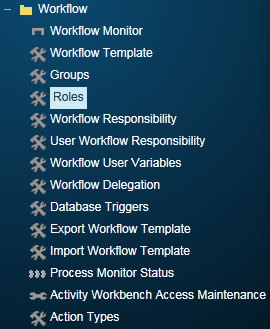 Workflow
Workflow Monitor
Workflow Template
Groups
Roles
Workflow Responsibility
User Workflow Responsibility
Workflow User Variables
Workflow Delegation
Database Triggers
Export Workflow Template
Import Workflow Template
Process Monitor Status
Activity Workbench Access Maintenance
Action Types